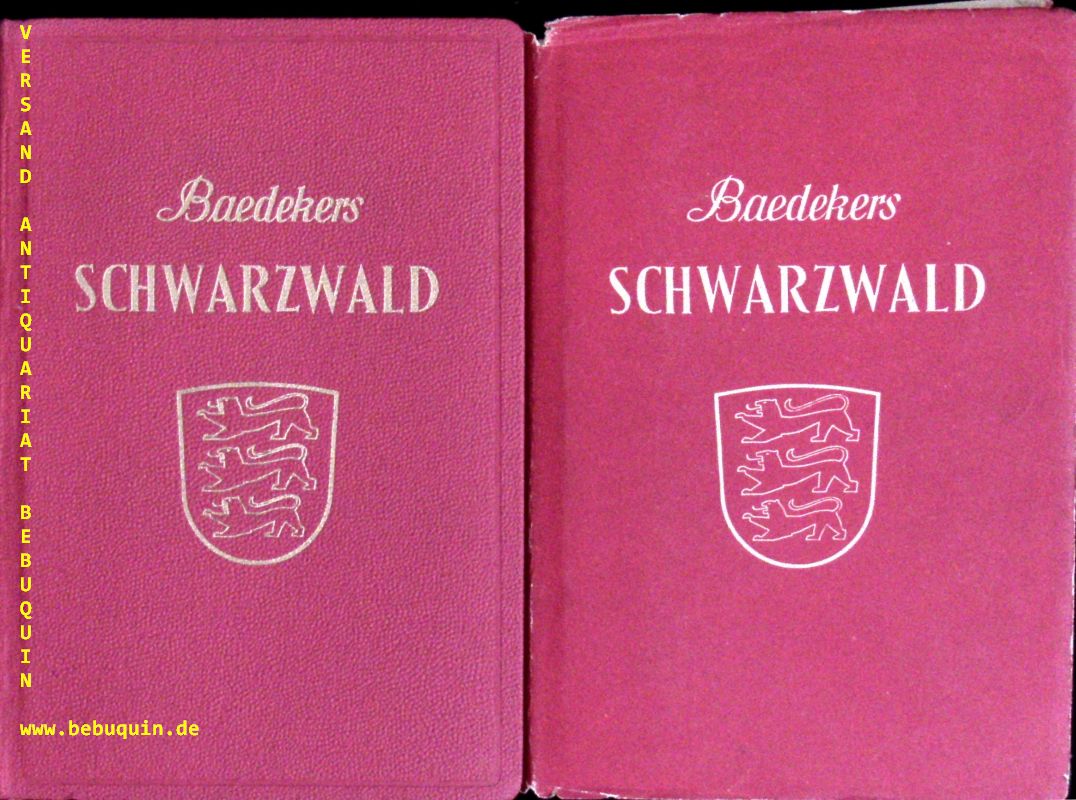 VERSAND ANTIQUARIAT BEBUQUIN
www.bebuquin.de
Baedekers
SCHWARZWALD
Baedekers
SCHWARZWALD